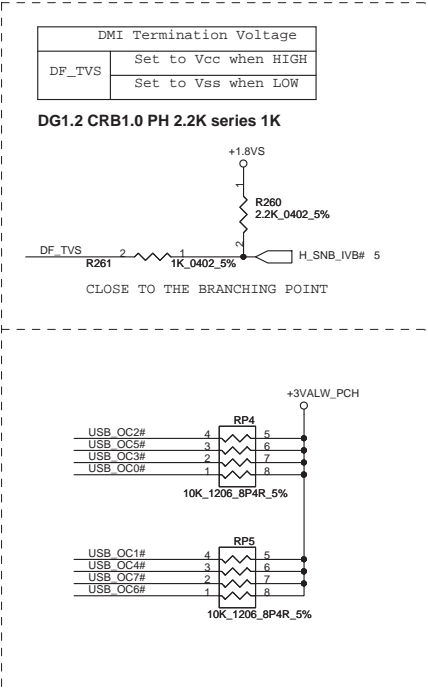 DMI Termination Voltage
DF_TVS
Set to Vcc when HIGH
Set to Vss when LOW
DG1.2 CRB1.0 PH 2.2K series 1K
+1.8VS
1
R260
2.2K_0402_5%
2
DF_TVS
2
1
R261
1K_0402_5%
H_SNB_IVB# 5
CLOSE TO THE BRANCHING POINT
+3VALW_PCH
RP4
USB_OC2# 4 5
USB_OC5# 3 6
USB_OC3# 2 7
USB_OC0# 1 8
10K_1206_8P4R_5%
RP5
USB_OC1# 4 5
USB_OC4# 3 6
USB_OC7# 2 7
USB_OC6# 1 8
10K_1206_8P4R_5%